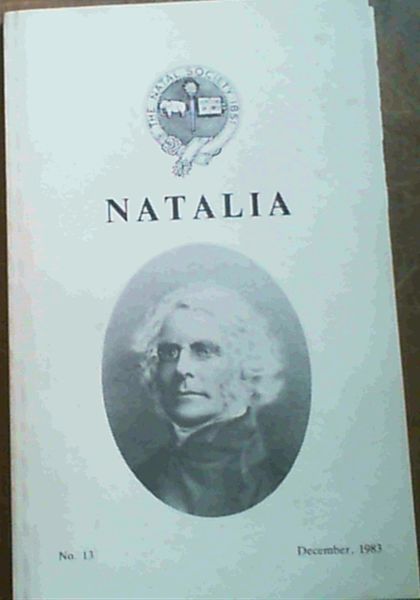 THE NATAL SOCIETY 1851
NATALIA
No. 13
December, 1983